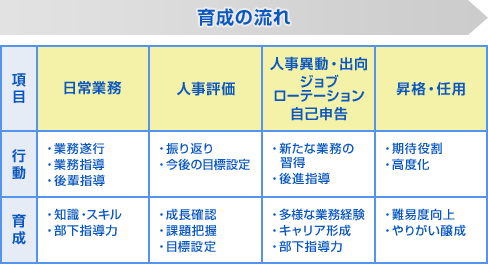 育成の流れ
項目
日常業務
人事評価
人事異動・出向
ジョブ
ローテーション
自己申告
昇格・任用
行動
・業務遂行
・業務指導
・後輩指導
・振り返り
・今後の目標設定
・新たな業務の
習得
・後進指導
・期待役割
・高度化
育成
・知識・スキル
・部下指導力
・成長確認
・課題把握
・目標設定
・多様な業務経験
・キャリア形成
・部下指導力
・難易度向上
・やりがい醸成